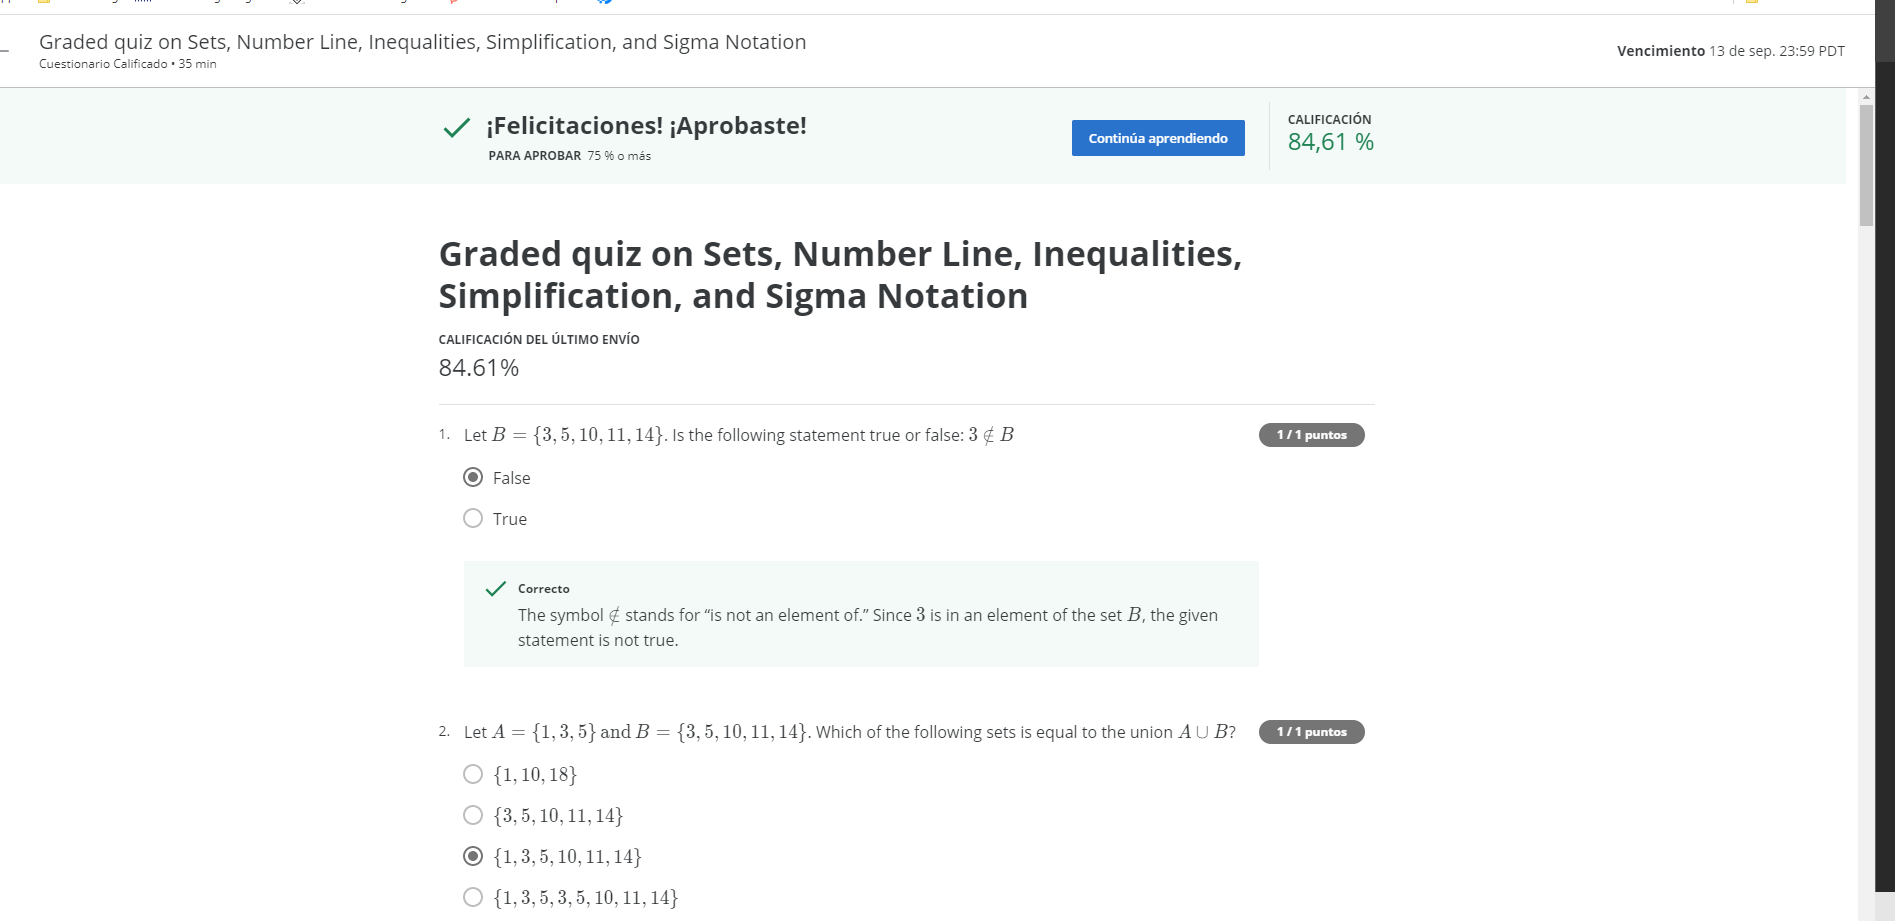 Graded quiz on Sets, Number Line, Inequalities, Simplification, and Sigma Notation
Cuestionario Calificado • 35 min
Vencimiento 13 de sep. 23:59 PDT
¡Felicitaciones! ¡Aprobaste!
PARA APROBAR 75 % o más
Continúa aprendiendo
CALIFICACIÓN
84,61 %
Graded quiz on Sets, Number Line, Inequalities,
Simplification, and Sigma Notation
CALIFICACIÓN DEL ÚLTIMO ENVÍO
84.61%
1. Let B = {3, 5, 10, 11, 14}. Is the following statement true or false: 3 ∉ B
1 / 1 puntos
False
True
Correcto
The symbol ∉ stands for “is not an element of.” Since 3 is in an element of the set B, the given
statement is not true.
2. Let A = {1, 3, 5} and B = {3, 5, 10, 11, 14}. Which of the following sets is equal to the union A ∪ B?
1 / 1 puntos
{1, 10, 18}
{3, 5, 10, 11, 14}
{1, 3, 5, 10, 11, 14}
{1, 3, 5, 3, 5, 10, 11, 14}